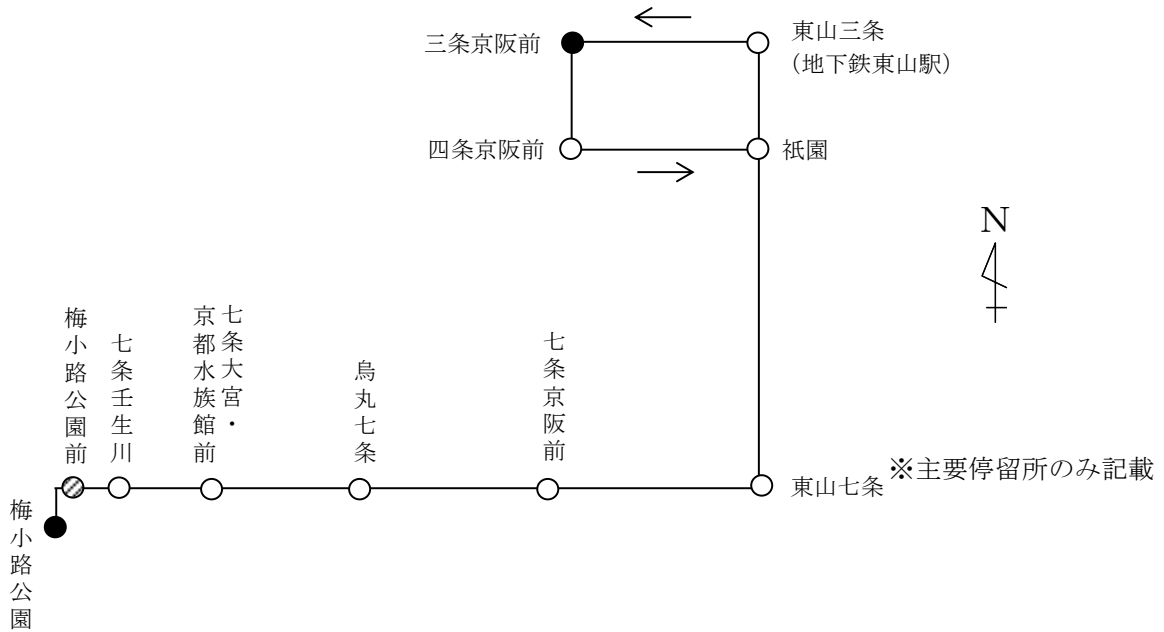 三条京阪前
東山三条
(地下鉄東山駅)
四条京阪前
祇園
N
梅小路公園前
七条壬生川
七条大宮・
京都水族館前
烏丸七条
七条京阪前
東山七条
※主要停留所のみ記載
梅小路公園